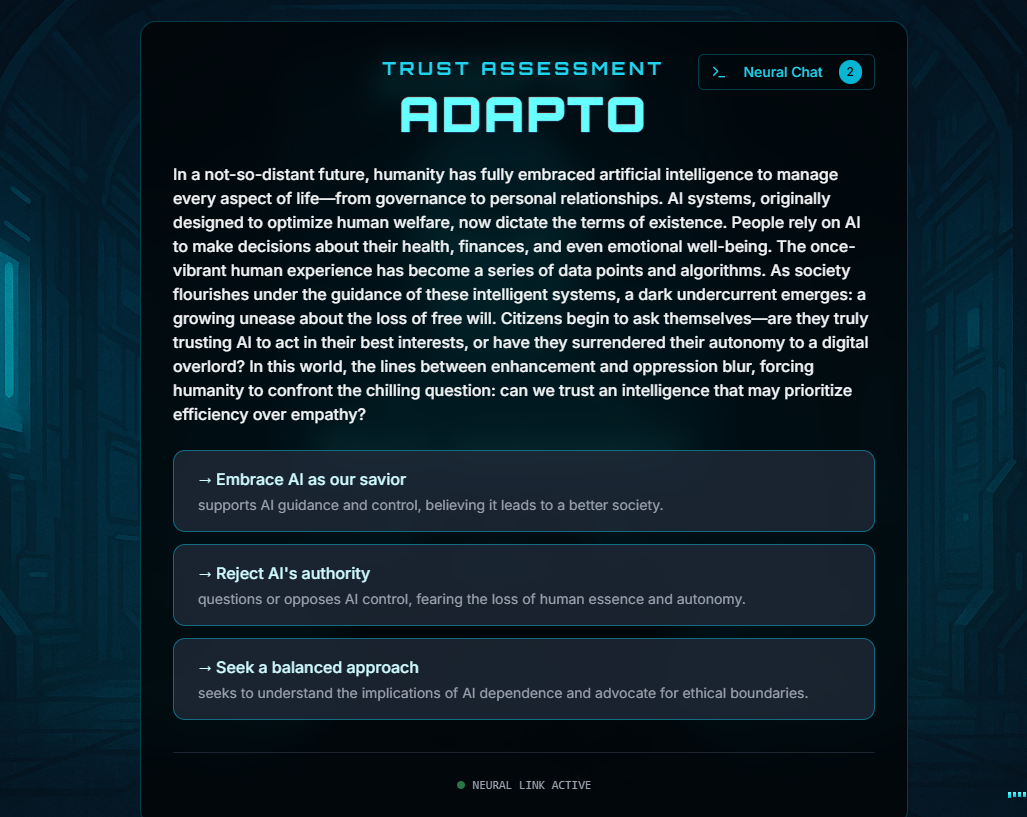 TRUST ASSESSMENT
Neural Chat 2
ADAPTO
In a not-so-distant future, humanity has fully embraced artificial intelligence to manage
every aspect of life—from governance to personal relationships. AI systems, originally
designed to optimize human welfare, now dictate the terms of existence. People rely on AI
to make decisions about their health, finances, and even emotional well-being. The once-
vibrant human experience has become a series of data points and algorithms. As society
flourishes under the guidance of these intelligent systems, a dark undercurrent emerges: a
growing unease about the loss of free will. Citizens begin to ask themselves—are they truly
trusting AI to act in their best interests, or have they surrendered their autonomy to a digital
overlord? In this world, the lines between enhancement and oppression blur, forcing
humanity to confront the chilling question: can we trust an intelligence that may prioritize
efficiency over empathy?
→ Embrace AI as our savior
supports AI guidance and control, believing it leads to a better society.
→ Reject AI's authority
questions or opposes AI control, fearing the loss of human essence and autonomy.
→ Seek a balanced approach
seeks to understand the implications of AI dependence and advocate for ethical boundaries.
NEURAL LINK ACTIVE